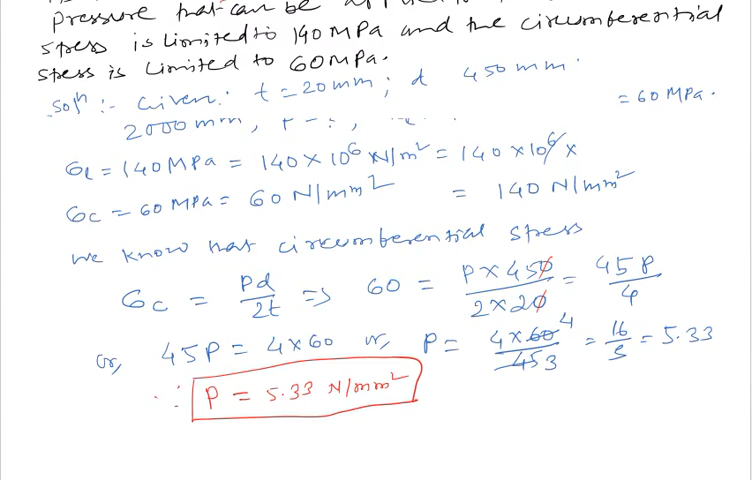 pressure that can be
stress is limited to 140 MPa and the circumferential
stress is limited to 60 MPa.
Solⁿ :- Given: t = 20 mm; d 450 mm.
2000 mm, = 60 MPa.
σl = 140 MPa = 140 × 10⁶ N/m² = 140 × 10⁶ ×
σc = 60 MPa = 60 N/mm² = 140 N/mm²
We know that circumferential stress
σc = Pd/2t ⇒ 60 = P × 450/2 × 20 = 45P/4
or, 45P = 4 × 60 or, P = 4 × 60 4/45 3 = 16/3 = 5.33
∴ P = 5.33 N/mm²